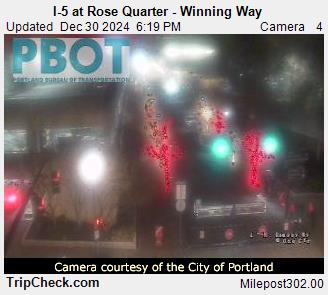 I-5 at Rose Quarter - Winning Way
Updated Dec 30 2024 6:19 PM Camera 4
PBOT
PORTLAND BUREAU OF TRANSPORTATION
Camera courtesy of the City of Portland
TripCheck.com Milepost302.00